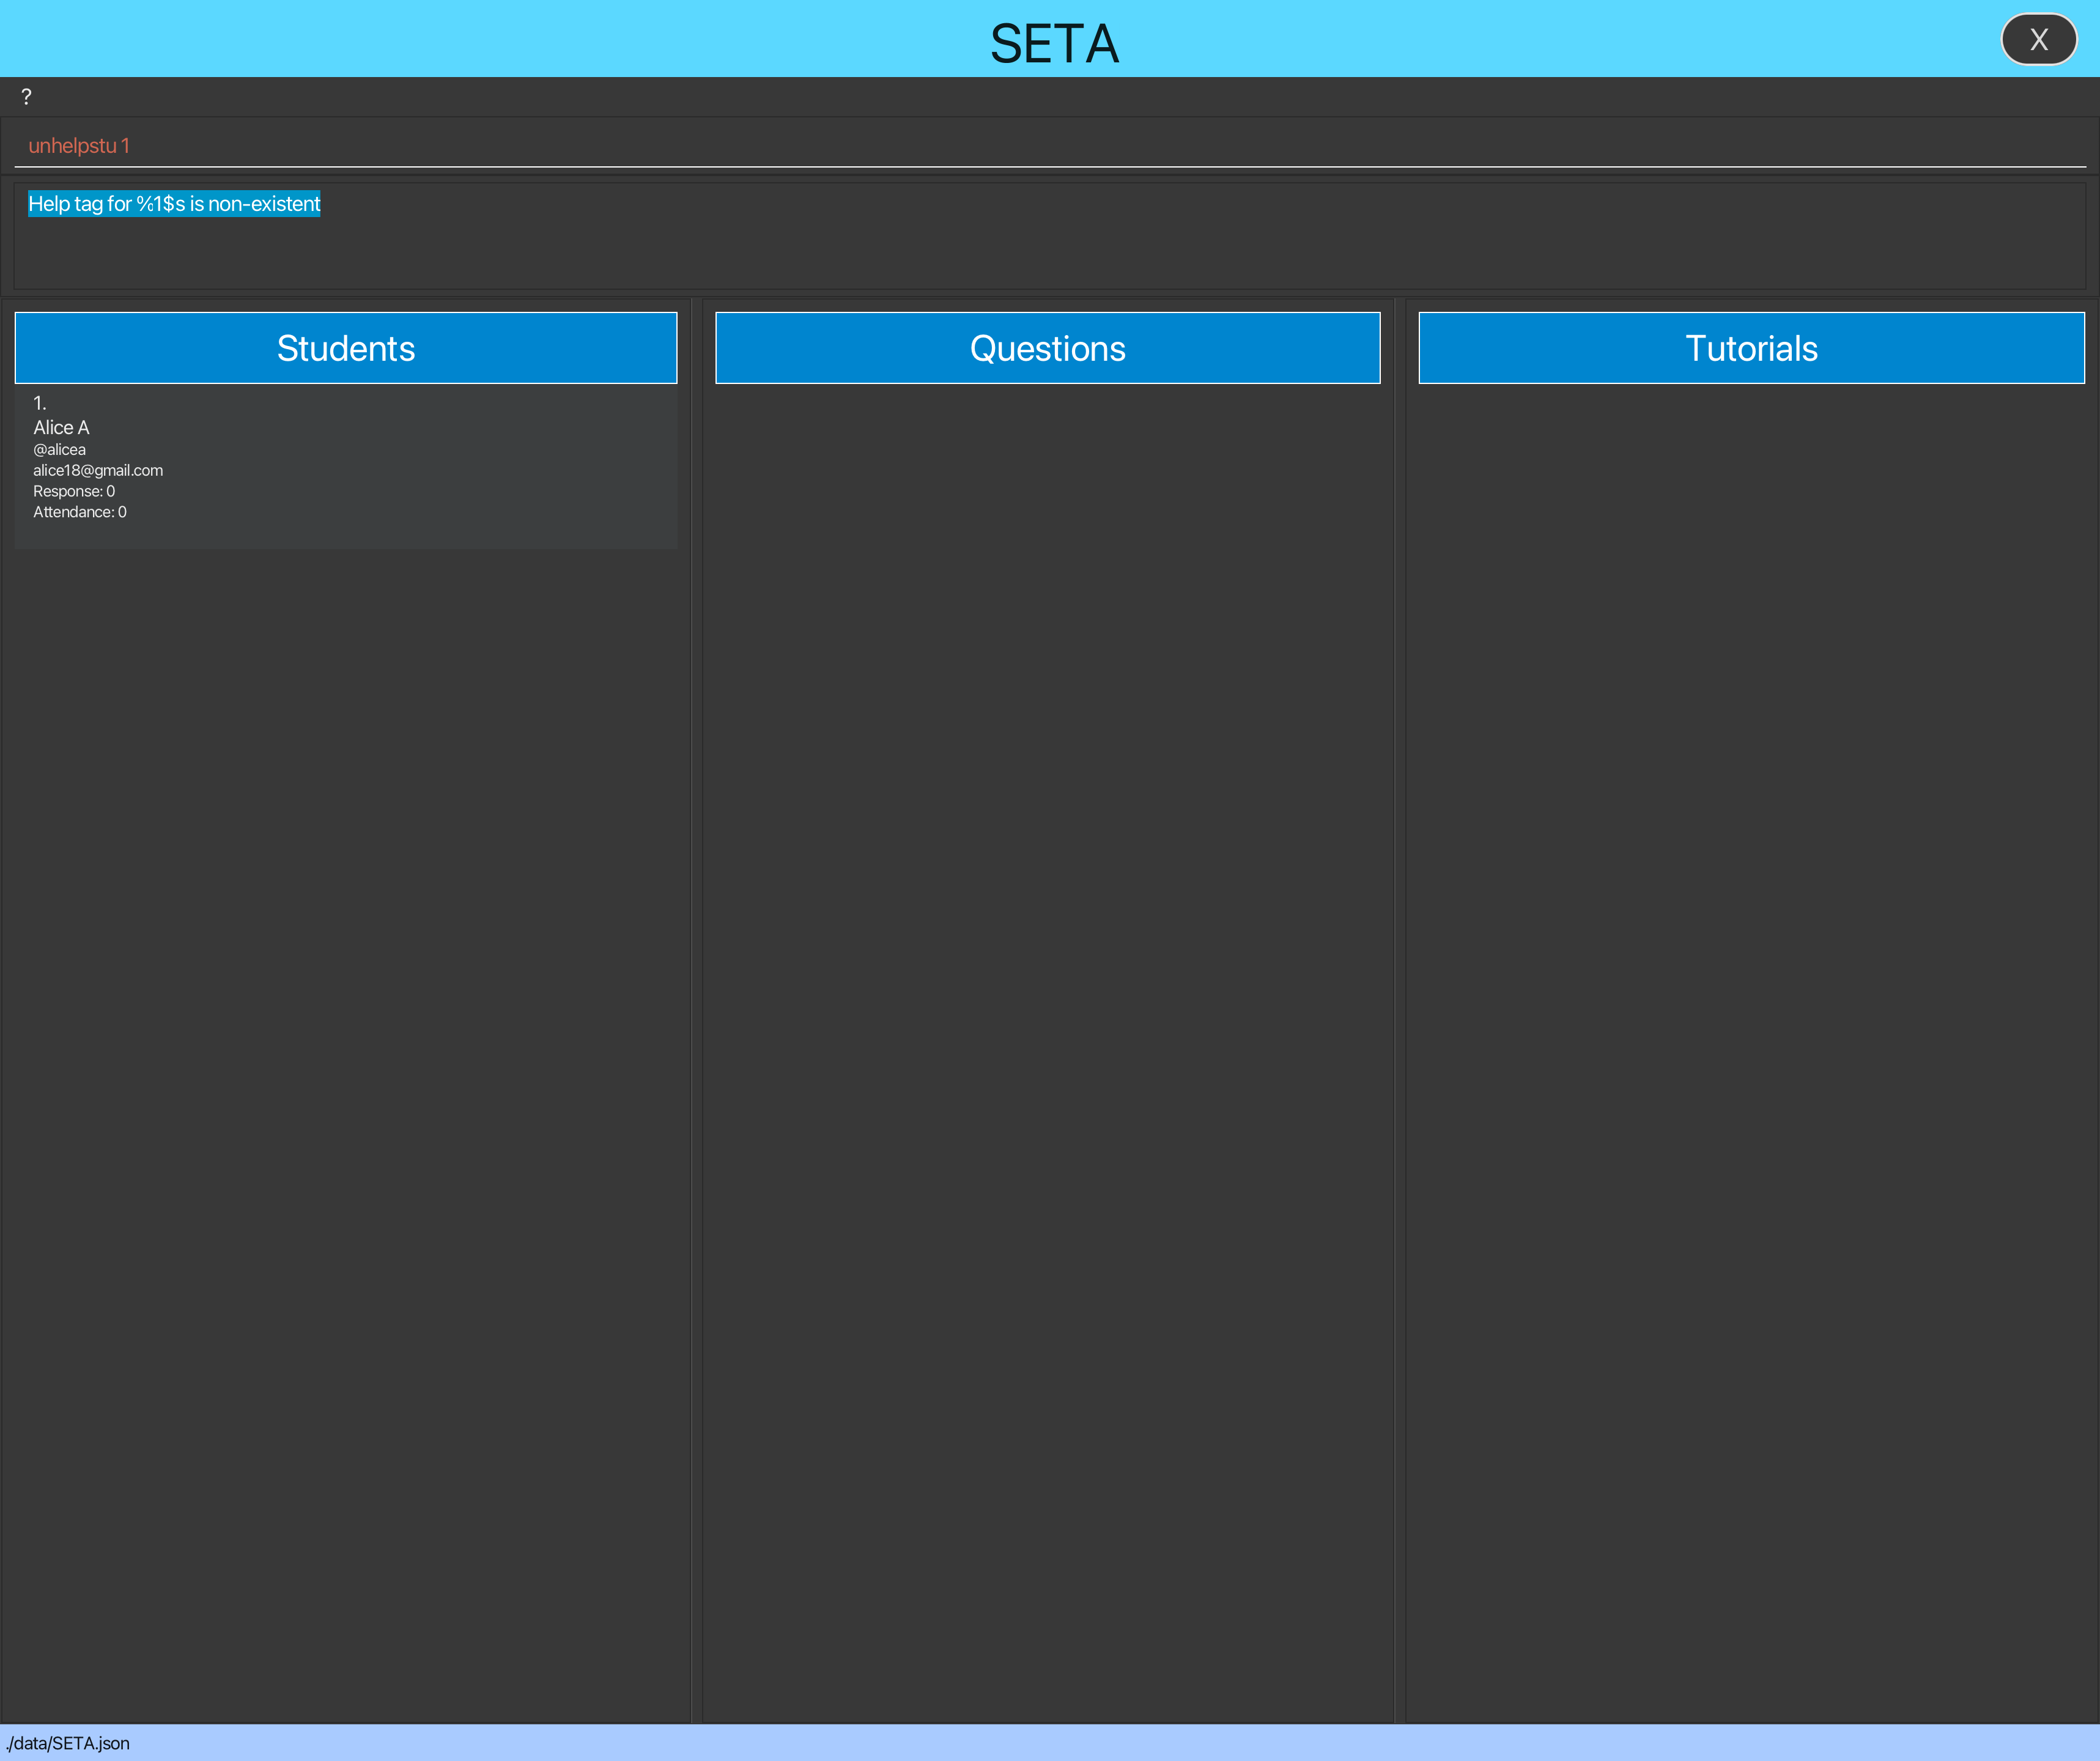 SETA
X
?
unhelpstu 1
Help tag for %1$s is non-existent
Students
1.
Alice A
@alicea
alice18@gmail.com
Response: 0
Attendance: 0
Questions
Tutorials
./data/SETA.json